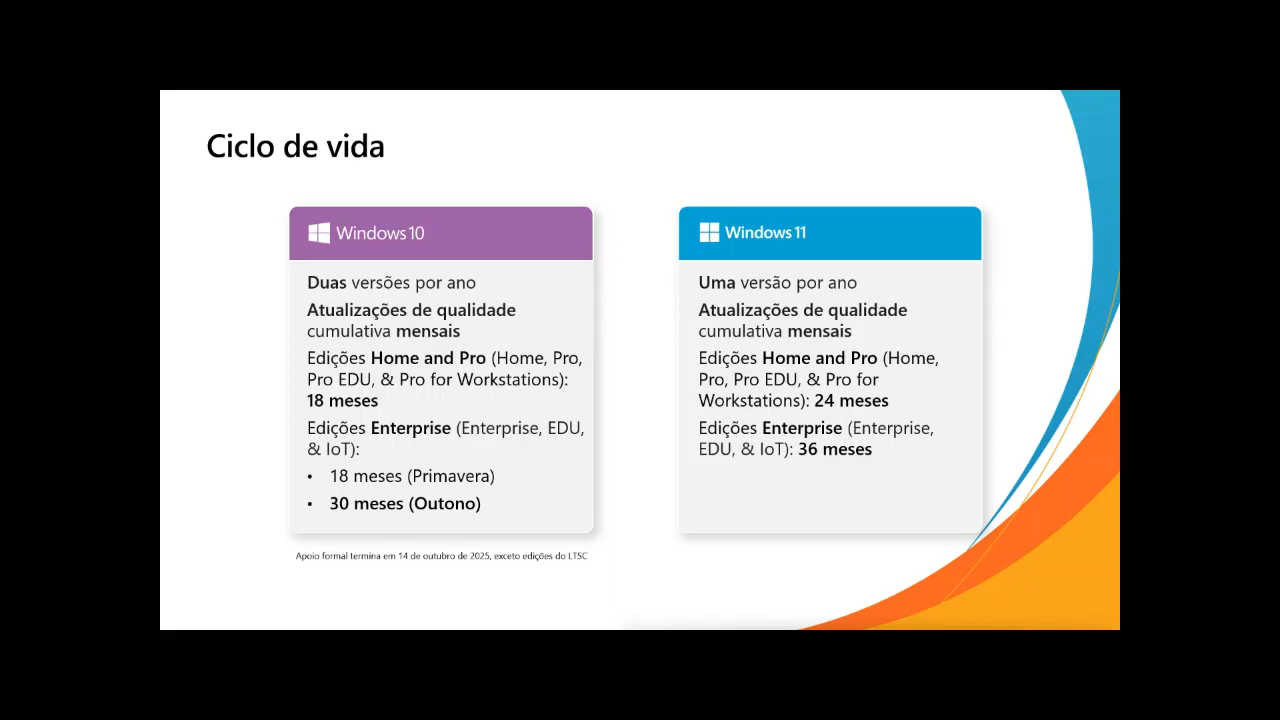 Ciclo de vida
Windows 10
Duas versões por ano
Atualizações de qualidade
cumulativa mensais
Edições Home and Pro (Home, Pro,
Pro EDU, & Pro for Workstations):
18 meses
Edições Enterprise (Enterprise, EDU,
& IoT):
• 18 meses (Primavera)
• 30 meses (Outono)
Apoio formal termina em 14 de outubro de 2025, exceto edições do LTSC
Windows 11
Uma versão por ano
Atualizações de qualidade
cumulativa mensais
Edições Home and Pro (Home,
Pro, Pro EDU, & Pro for
Workstations): 24 meses
Edições Enterprise (Enterprise,
EDU, & IoT): 36 meses